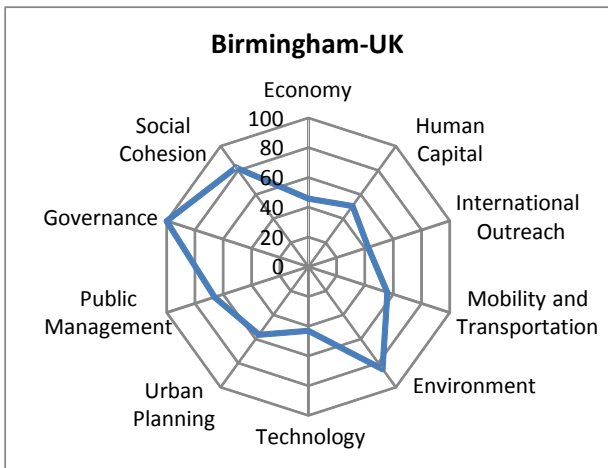 Birmingham-UK
Economy
Human
Capital
International
Outreach
Mobility and
Transportation
Environment
Technology
Urban
Planning
Public
Management
Governance
Social
Cohesion
100
80
60
40
20
0